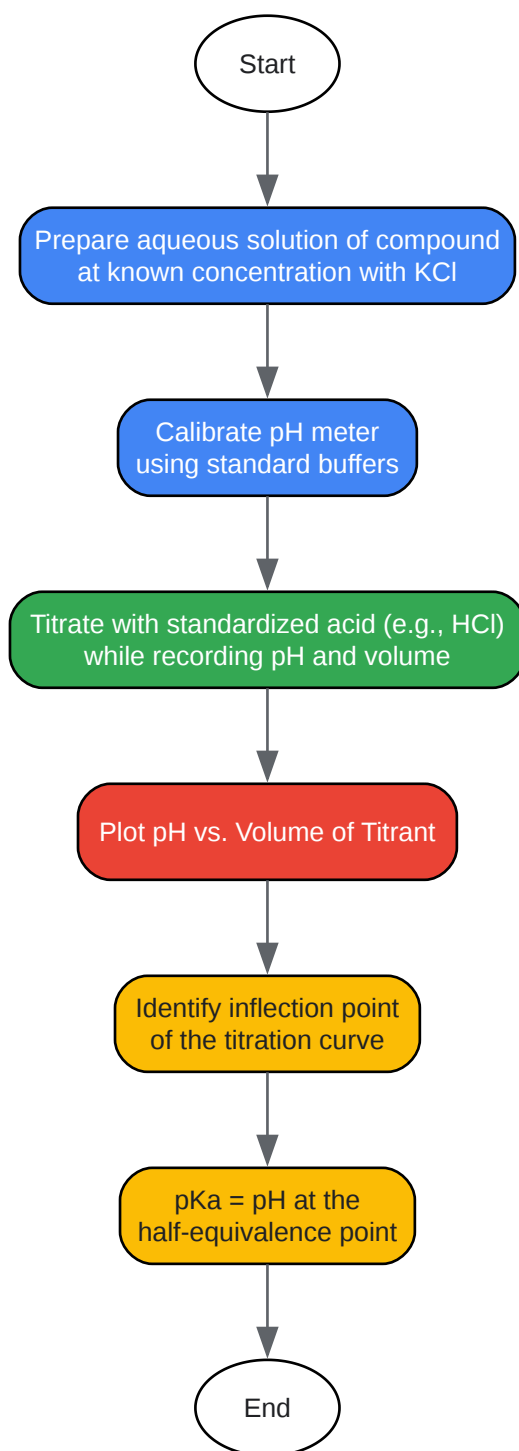 Start
Prepare aqueous solution of compound
at known concentration with KCl
Calibrate pH meter
using standard buffers
Titrate with standardized acid (e.g., HCl)
while recording pH and volume
Plot pH vs. Volume of Titrant
Identify inflection point
of the titration curve
pKa = pH at the
half-equivalence point
End